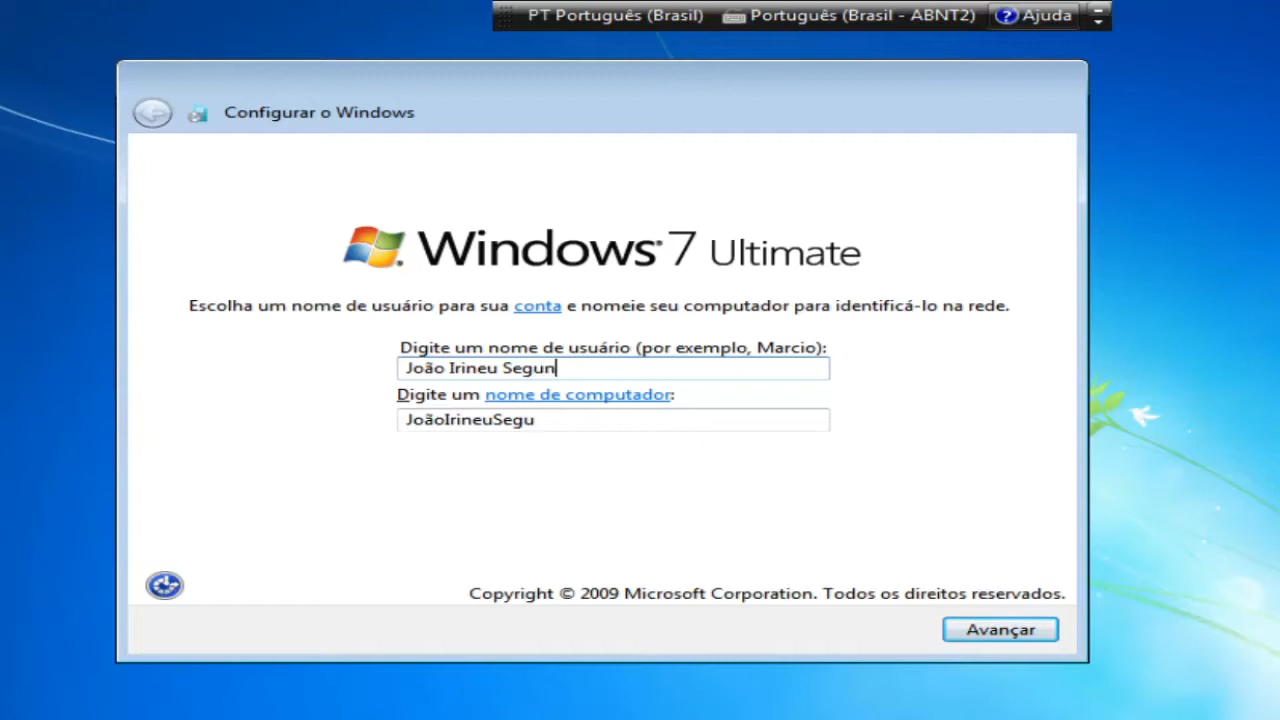 PT Português (Brasil) Português (Brasil - ABNT2) ? Ajuda
Configurar o Windows
Windows 7 Ultimate
Escolha um nome de usuário para sua conta e nomeie seu computador para identificá-lo na rede.
Digite um nome de usuário (por exemplo, Marcio):
João Irineu Segun
Digite um nome de computador:
JoãoIrineuSegu
Copyright © 2009 Microsoft Corporation. Todos os direitos reservados.
Avançar